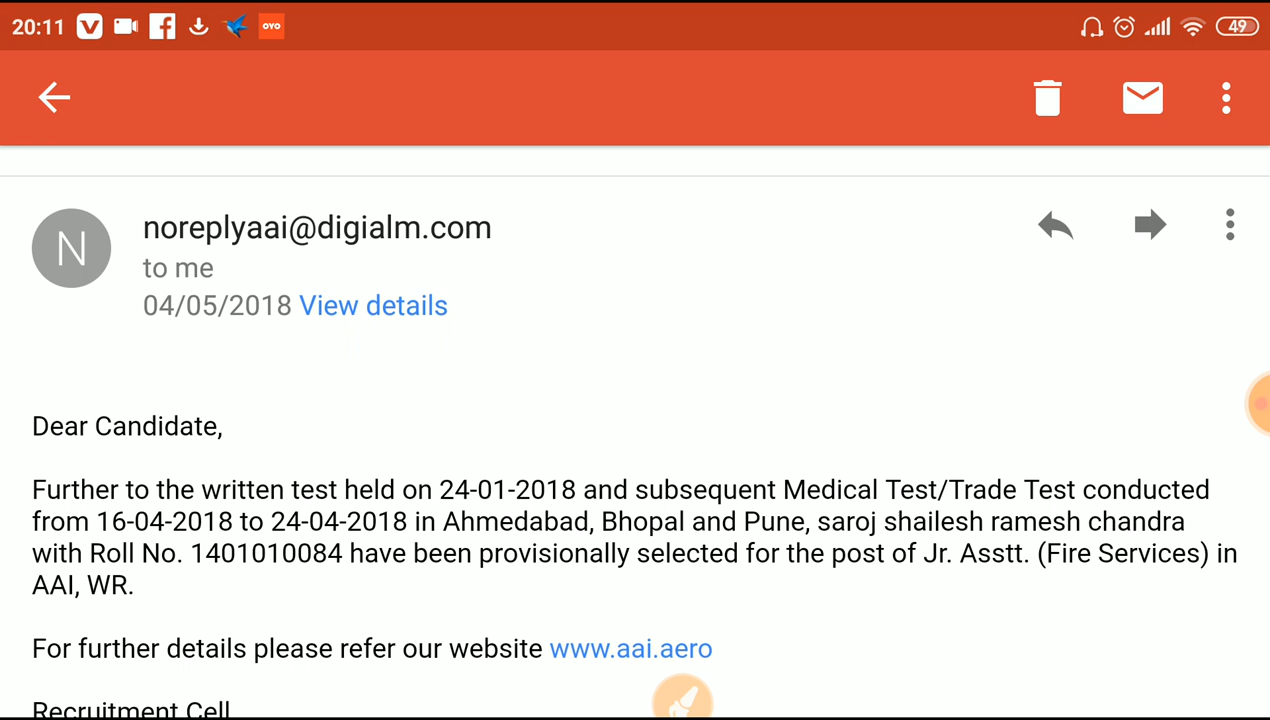 20:11
OYO
49
N
noreplyaai@digialm.com
to me
04/05/2018 View details
Dear Candidate,
Further to the written test held on 24-01-2018 and subsequent Medical Test/Trade Test conducted
from 16-04-2018 to 24-04-2018 in Ahmedabad, Bhopal and Pune, saroj shailesh ramesh chandra
with Roll No. 1401010084 have been provisionally selected for the post of Jr. Asstt. (Fire Services) in
AAI, WR.
For further details please refer our website www.aai.aero
Recruitment Cell